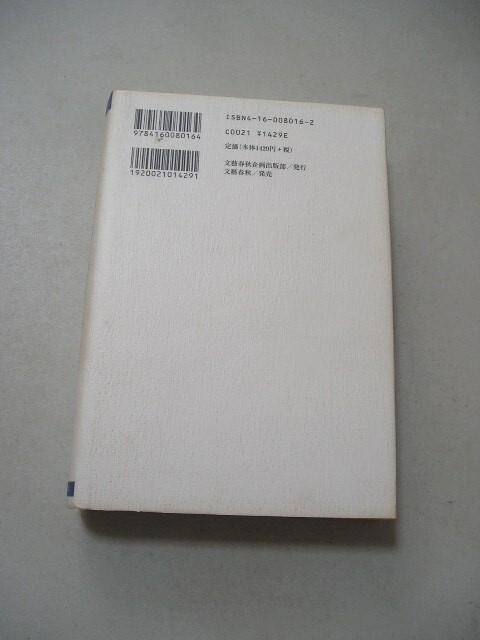 9784160080164
1920021014291
ISBN4-16-008016-2
C0021 ¥1429E
定価(本体1429円+税)
文藝春秋企画出版部/発行
文藝春秋/発売